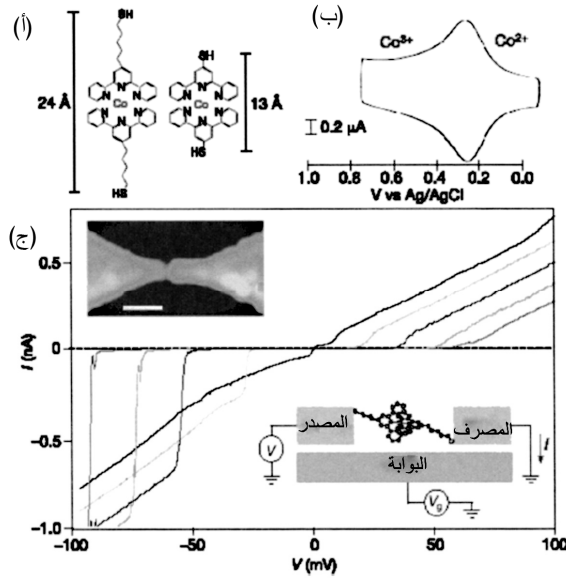 (أ)
SH
24 Å
N N N
Co
N N N
HS
SH
N N N
Co
N N N
HS
13 Å
(ب)
Co³⁺
Co²⁺
0.2 µA
1.0 0.8 0.6 0.4 0.2 0.0
V vs Ag/AgCl
(ج)
0.5
0
−0.5
−1.0
I (nA)
المصدر
المصرف
البوابة
V
I
Vg
−100 −50 0 50 100
V (mV)